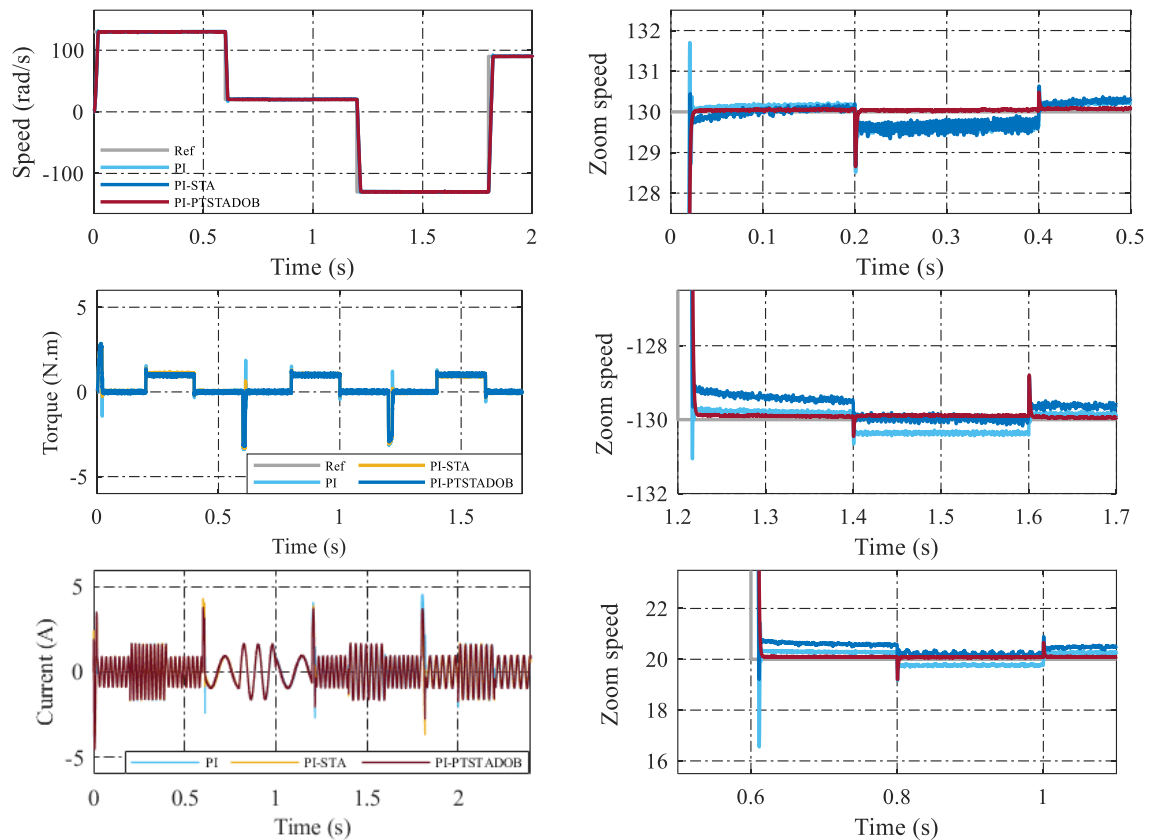 Speed (rad/s)
100
0
-100
Ref
PI
PI-STA
PI-PTSTADOB
0 0.5 1 1.5 2
Time (s)
Zoom speed
132
131
130
129
128
0 0.1 0.2 0.3 0.4 0.5
Time (s)
Torque (N.m)
5
0
-5
Ref PI-STA
PI PI-PTSTADOB
0 0.5 1 1.5
Time (s)
Zoom speed
-128
-130
-132
1.2 1.3 1.4 1.5 1.6 1.7
Time (s)
Current (A)
5
0
-5
PI PI-STA PI-PTSTADOB
0 0.5 1 1.5 2
Time (s)
Zoom speed
22
20
18
16
0.6 0.8 1
Time (s)